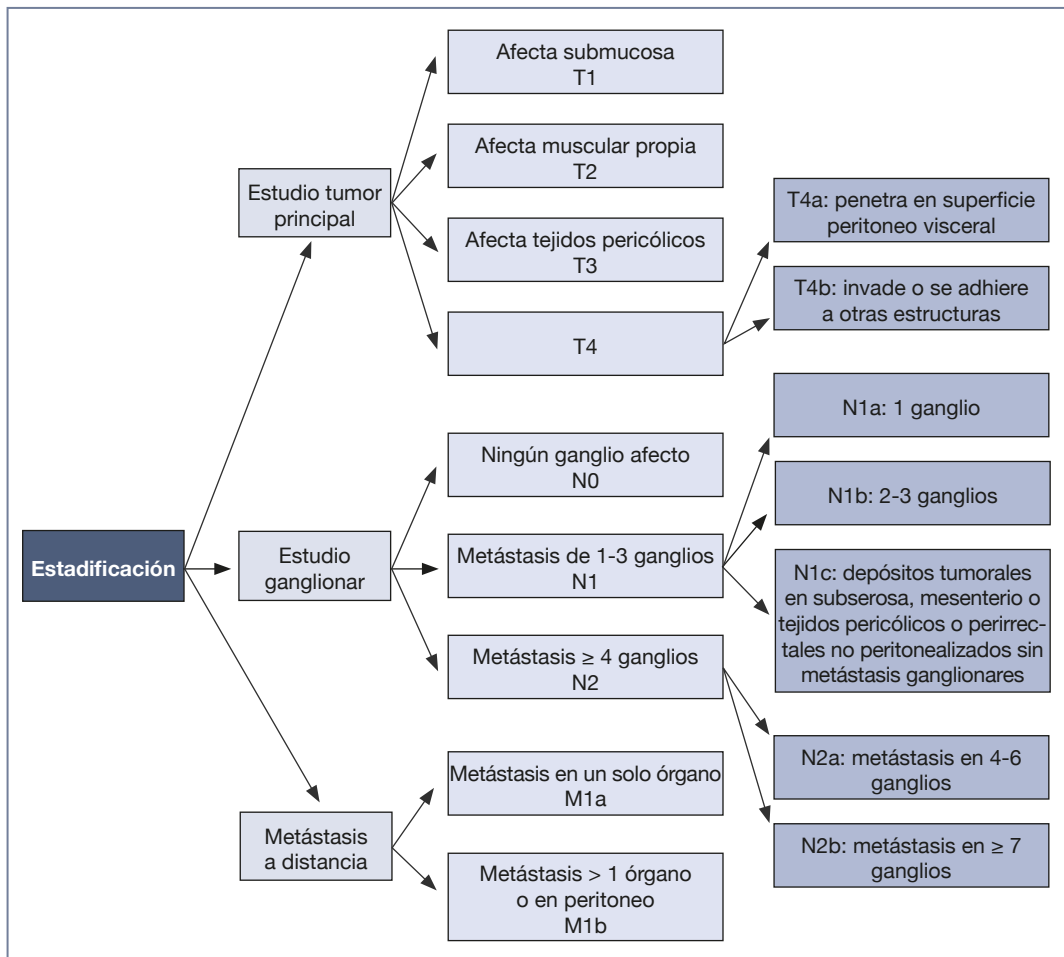 Estadificación
Estudio tumor
principal
Afecta submucosa
T1
Afecta muscular propia
T2
Afecta tejidos pericólicos
T3
T4
T4a: penetra en superficie
peritoneo visceral
T4b: invade o se adhiere
a otras estructuras
Estudio
ganglionar
Ningún ganglio afecto
N0
Metástasis de 1-3 ganglios
N1
N1a: 1 ganglio
N1b: 2-3 ganglios
N1c: depósitos tumorales
en subserosa, mesenterio o
tejidos pericólicos o perirrec-
tales no peritonealizados sin
metástasis ganglionares
Metástasis ≥ 4 ganglios
N2
N2a: metástasis en 4-6
ganglios
N2b: metástasis en ≥ 7
ganglios
Metástasis
a distancia
Metástasis en un solo órgano
M1a
Metástasis > 1 órgano
o en peritoneo
M1b